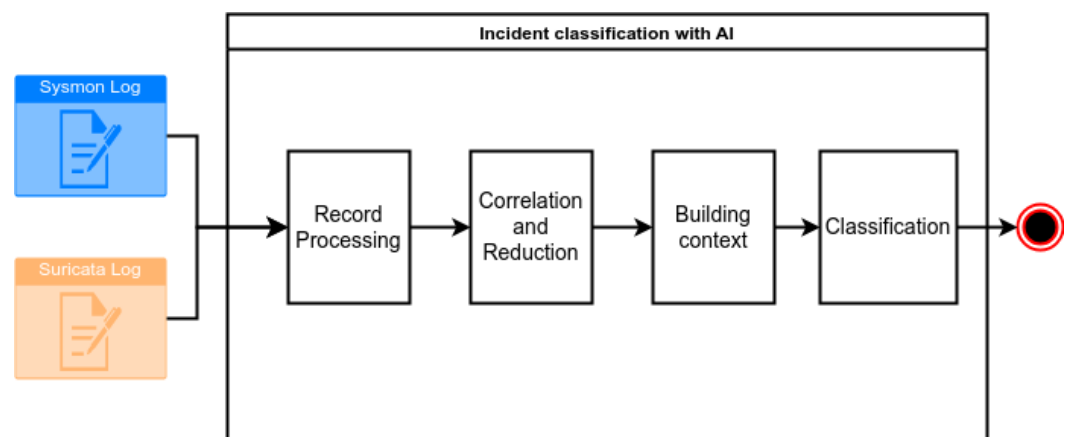 Incident classification with AI
Sysmon Log
Suricata Log
Record
Processing
Correlation
and
Reduction
Building
context
Classification